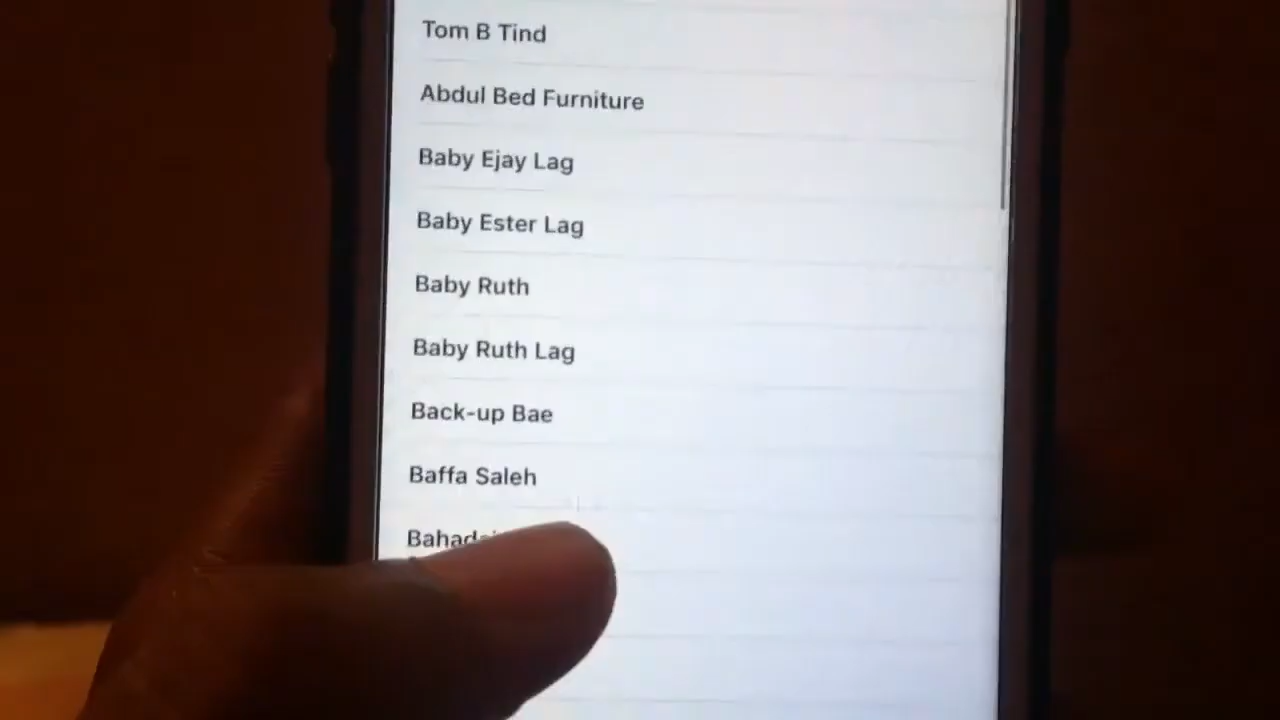 Tom B Tind
Abdul Bed Furniture
Baby Ejay Lag
Baby Ester Lag
Baby Ruth
Baby Ruth Lag
Back-up Bae
Baffa Saleh